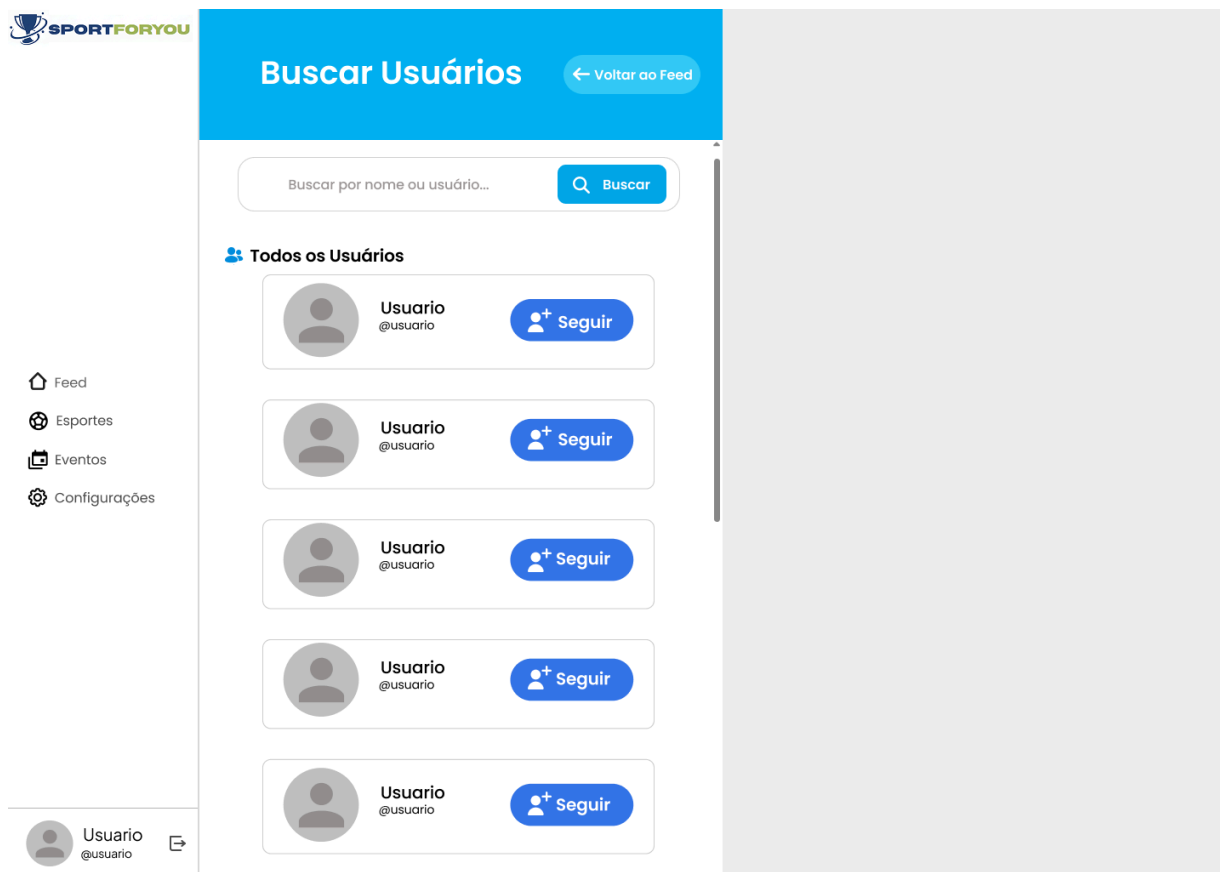 SPORTFORYOU
Buscar Usuários
Voltar ao Feed
Buscar por nome ou usuário...
Buscar
Todos os Usuários
Usuario
@usuario
Seguir
Usuario
@usuario
Seguir
Usuario
@usuario
Seguir
Usuario
@usuario
Seguir
Usuario
@usuario
Seguir
Feed
Esportes
Eventos
Configurações
Usuario
@usuario